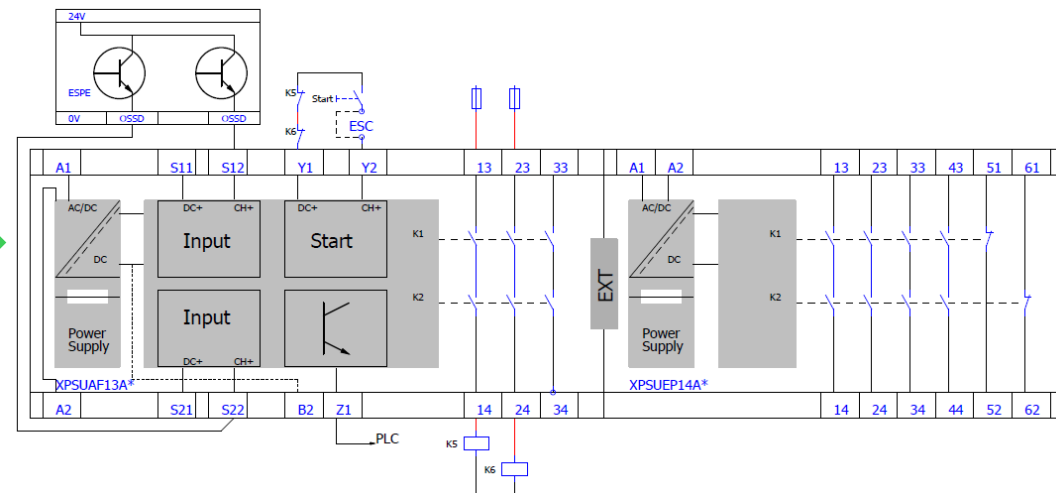 24V
ESPE
0V OSSD OSSD
K5 Start
K6 ESC
A1 S11 S12 Y1 Y2 13 23 33 A1 A2 13 23 33 43 51 61
AC/DC DC+ CH+ DC+ CH+ AC/DC
Input Start K1 K1
DC DC
EXT
Input K2 K2
Power Supply
Power Supply
DC+ CH+
XPSUAF13A* XPSUEP14A*
A2 S21 S22 B2 Z1 14 24 34 14 24 34 44 52 62
PLC K5
K6